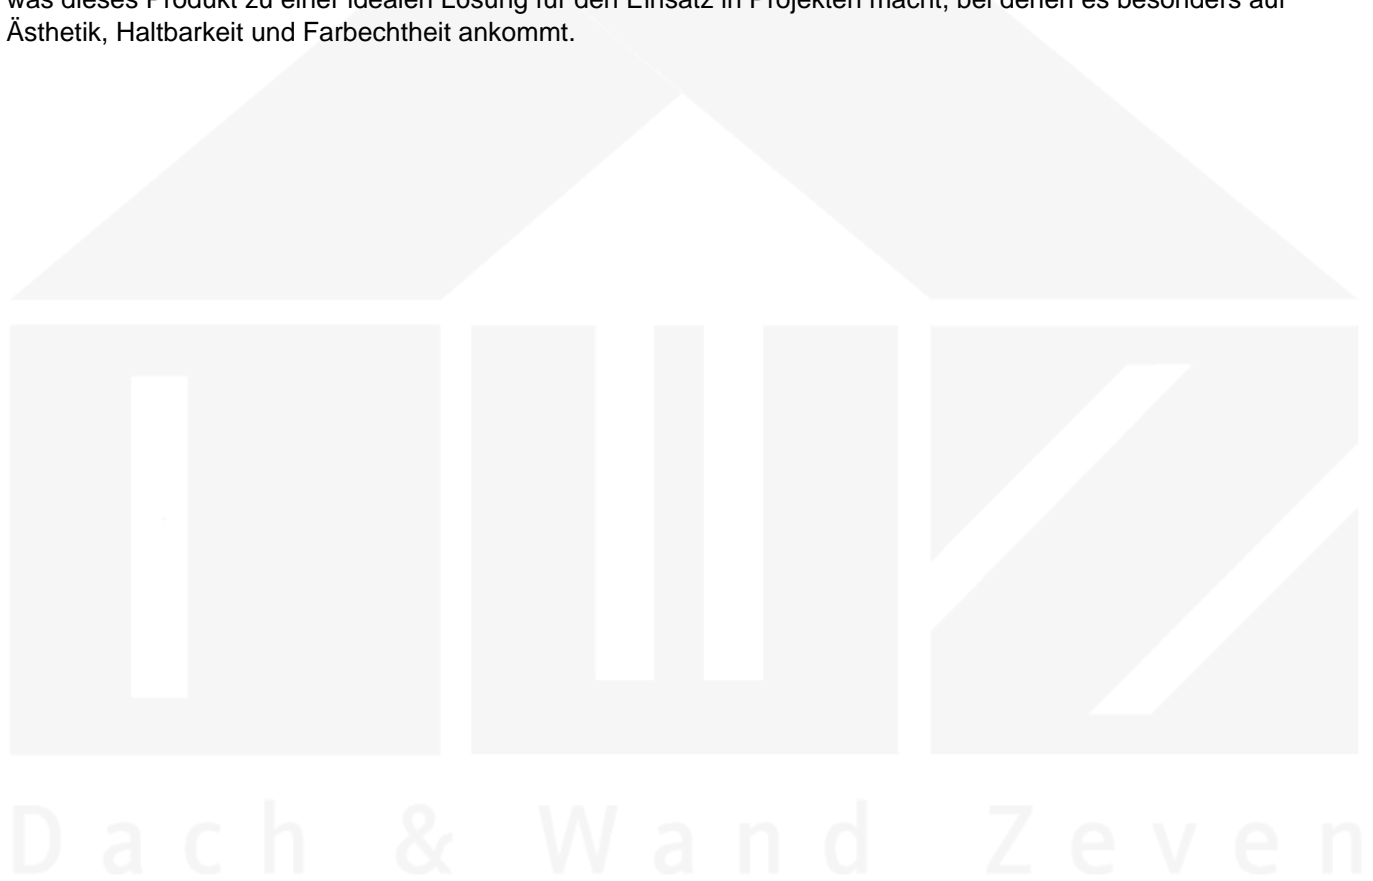 was dieses Produkt zu einer idealen Lösung für den Einsatz in Projekten macht, bei denen es besonders auf
Ästhetik, Haltbarkeit und Farbechtheit ankommt.
Dach & Wand Zeven